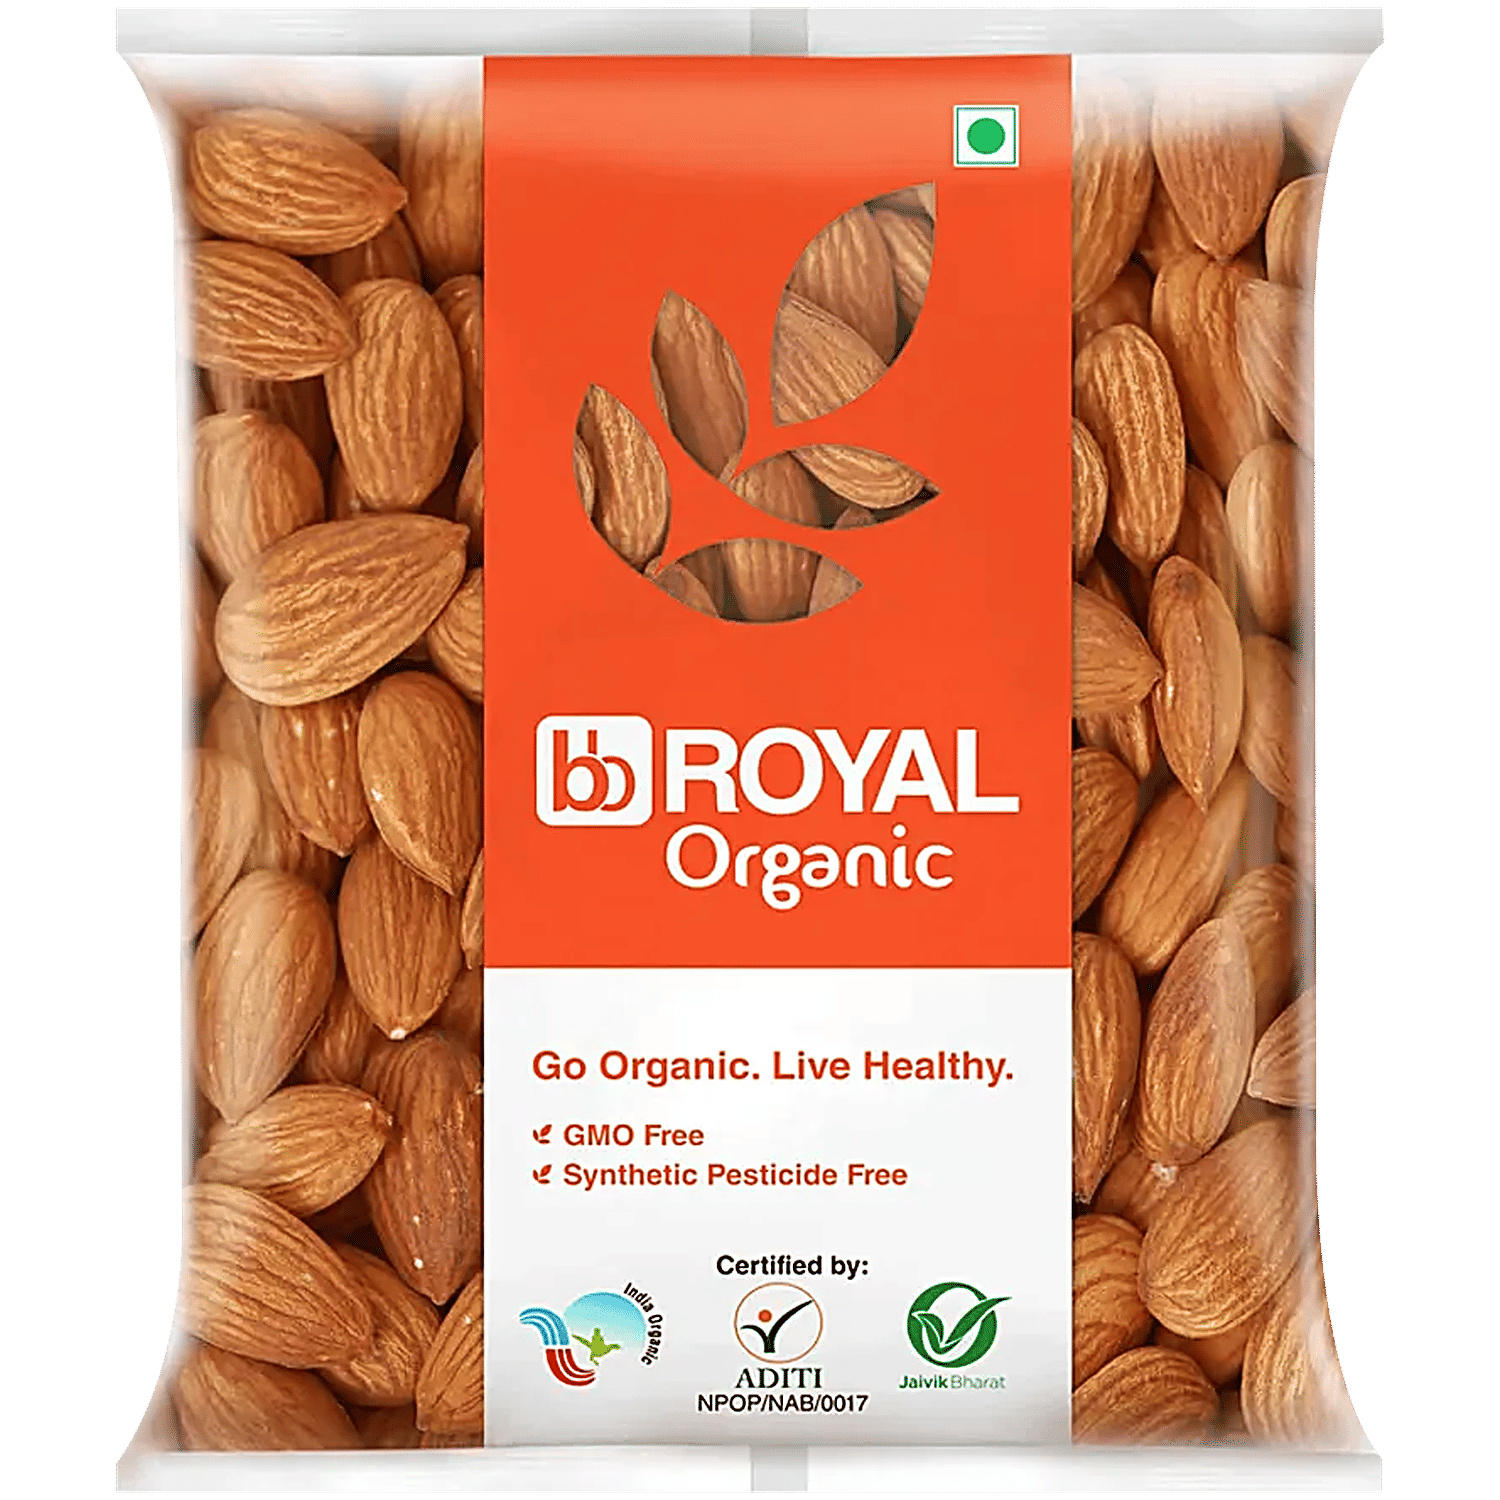 bb ROYAL
Organic
Go Organic. Live Healthy.
GMO Free
Synthetic Pesticide Free
Certified by:
India Organic
ADITI
NPOP/NAB/0017
Jaivik Bharat